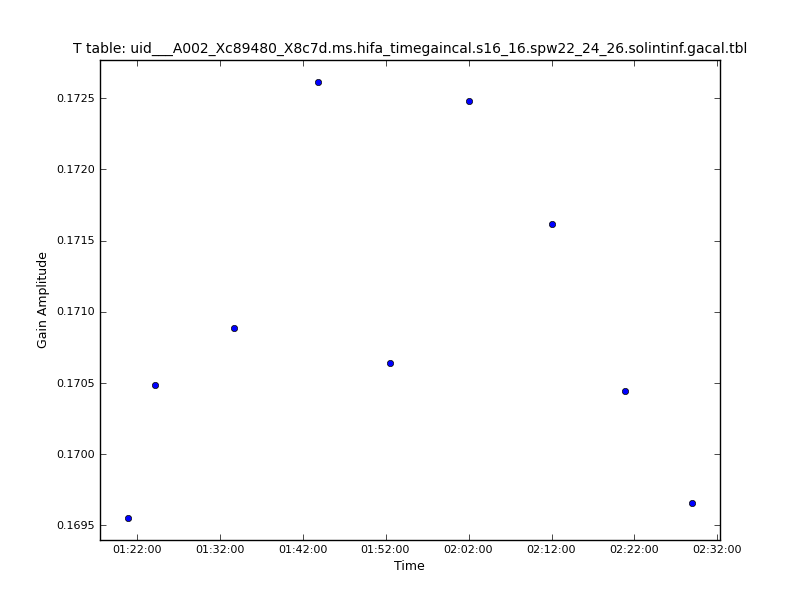 T table: uid___A002_Xc89480_X8c7d.ms.hifa_timegaincal.s16_16.spw22_24_26.solintinf.gacal.tbl
0.1725
0.1720
0.1715
0.1710
0.1705
0.1700
0.1695
Gain Amplitude
01:22:00 01:32:00 01:42:00 01:52:00 02:02:00 02:12:00 02:22:00 02:32:00
Time